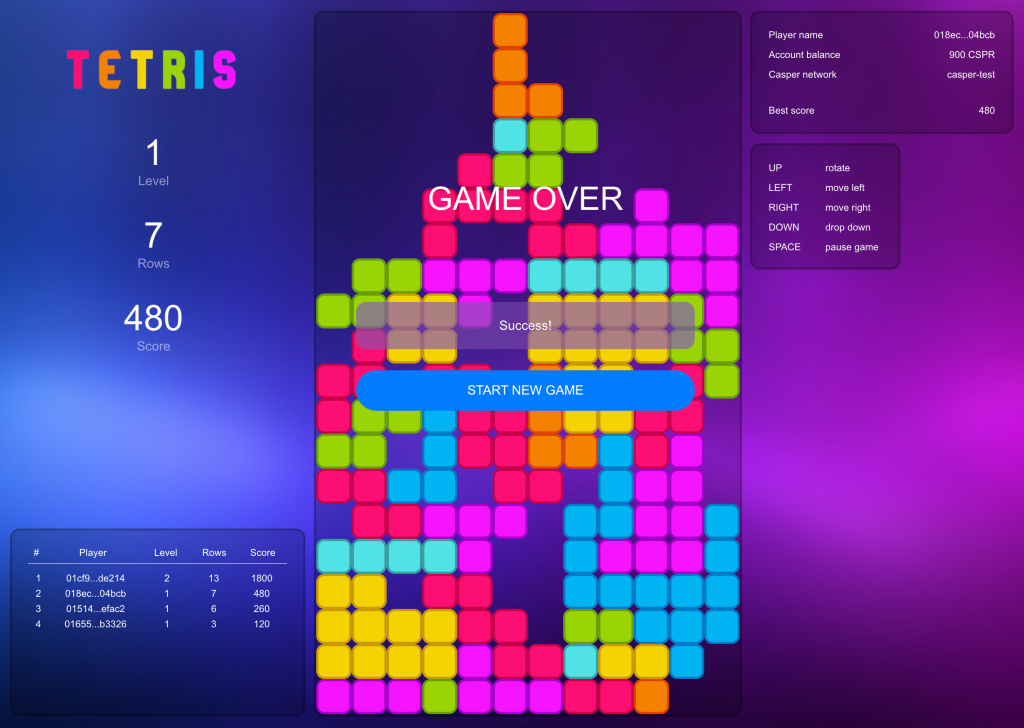 TETRIS
1
Level
7
Rows
480
Score
# Player Level Rows Score
1 01cf9...de214 2 13 1800
2 018ec...04bcb 1 7 480
3 01514...efac2 1 6 260
4 01655...b3326 1 3 120
GAME OVER
Success!
START NEW GAME
Player name 018ec...04bcb
Account balance 900 CSPR
Casper network casper-test
Best score 480
UP rotate
LEFT move left
RIGHT move right
DOWN drop down
SPACE pause game